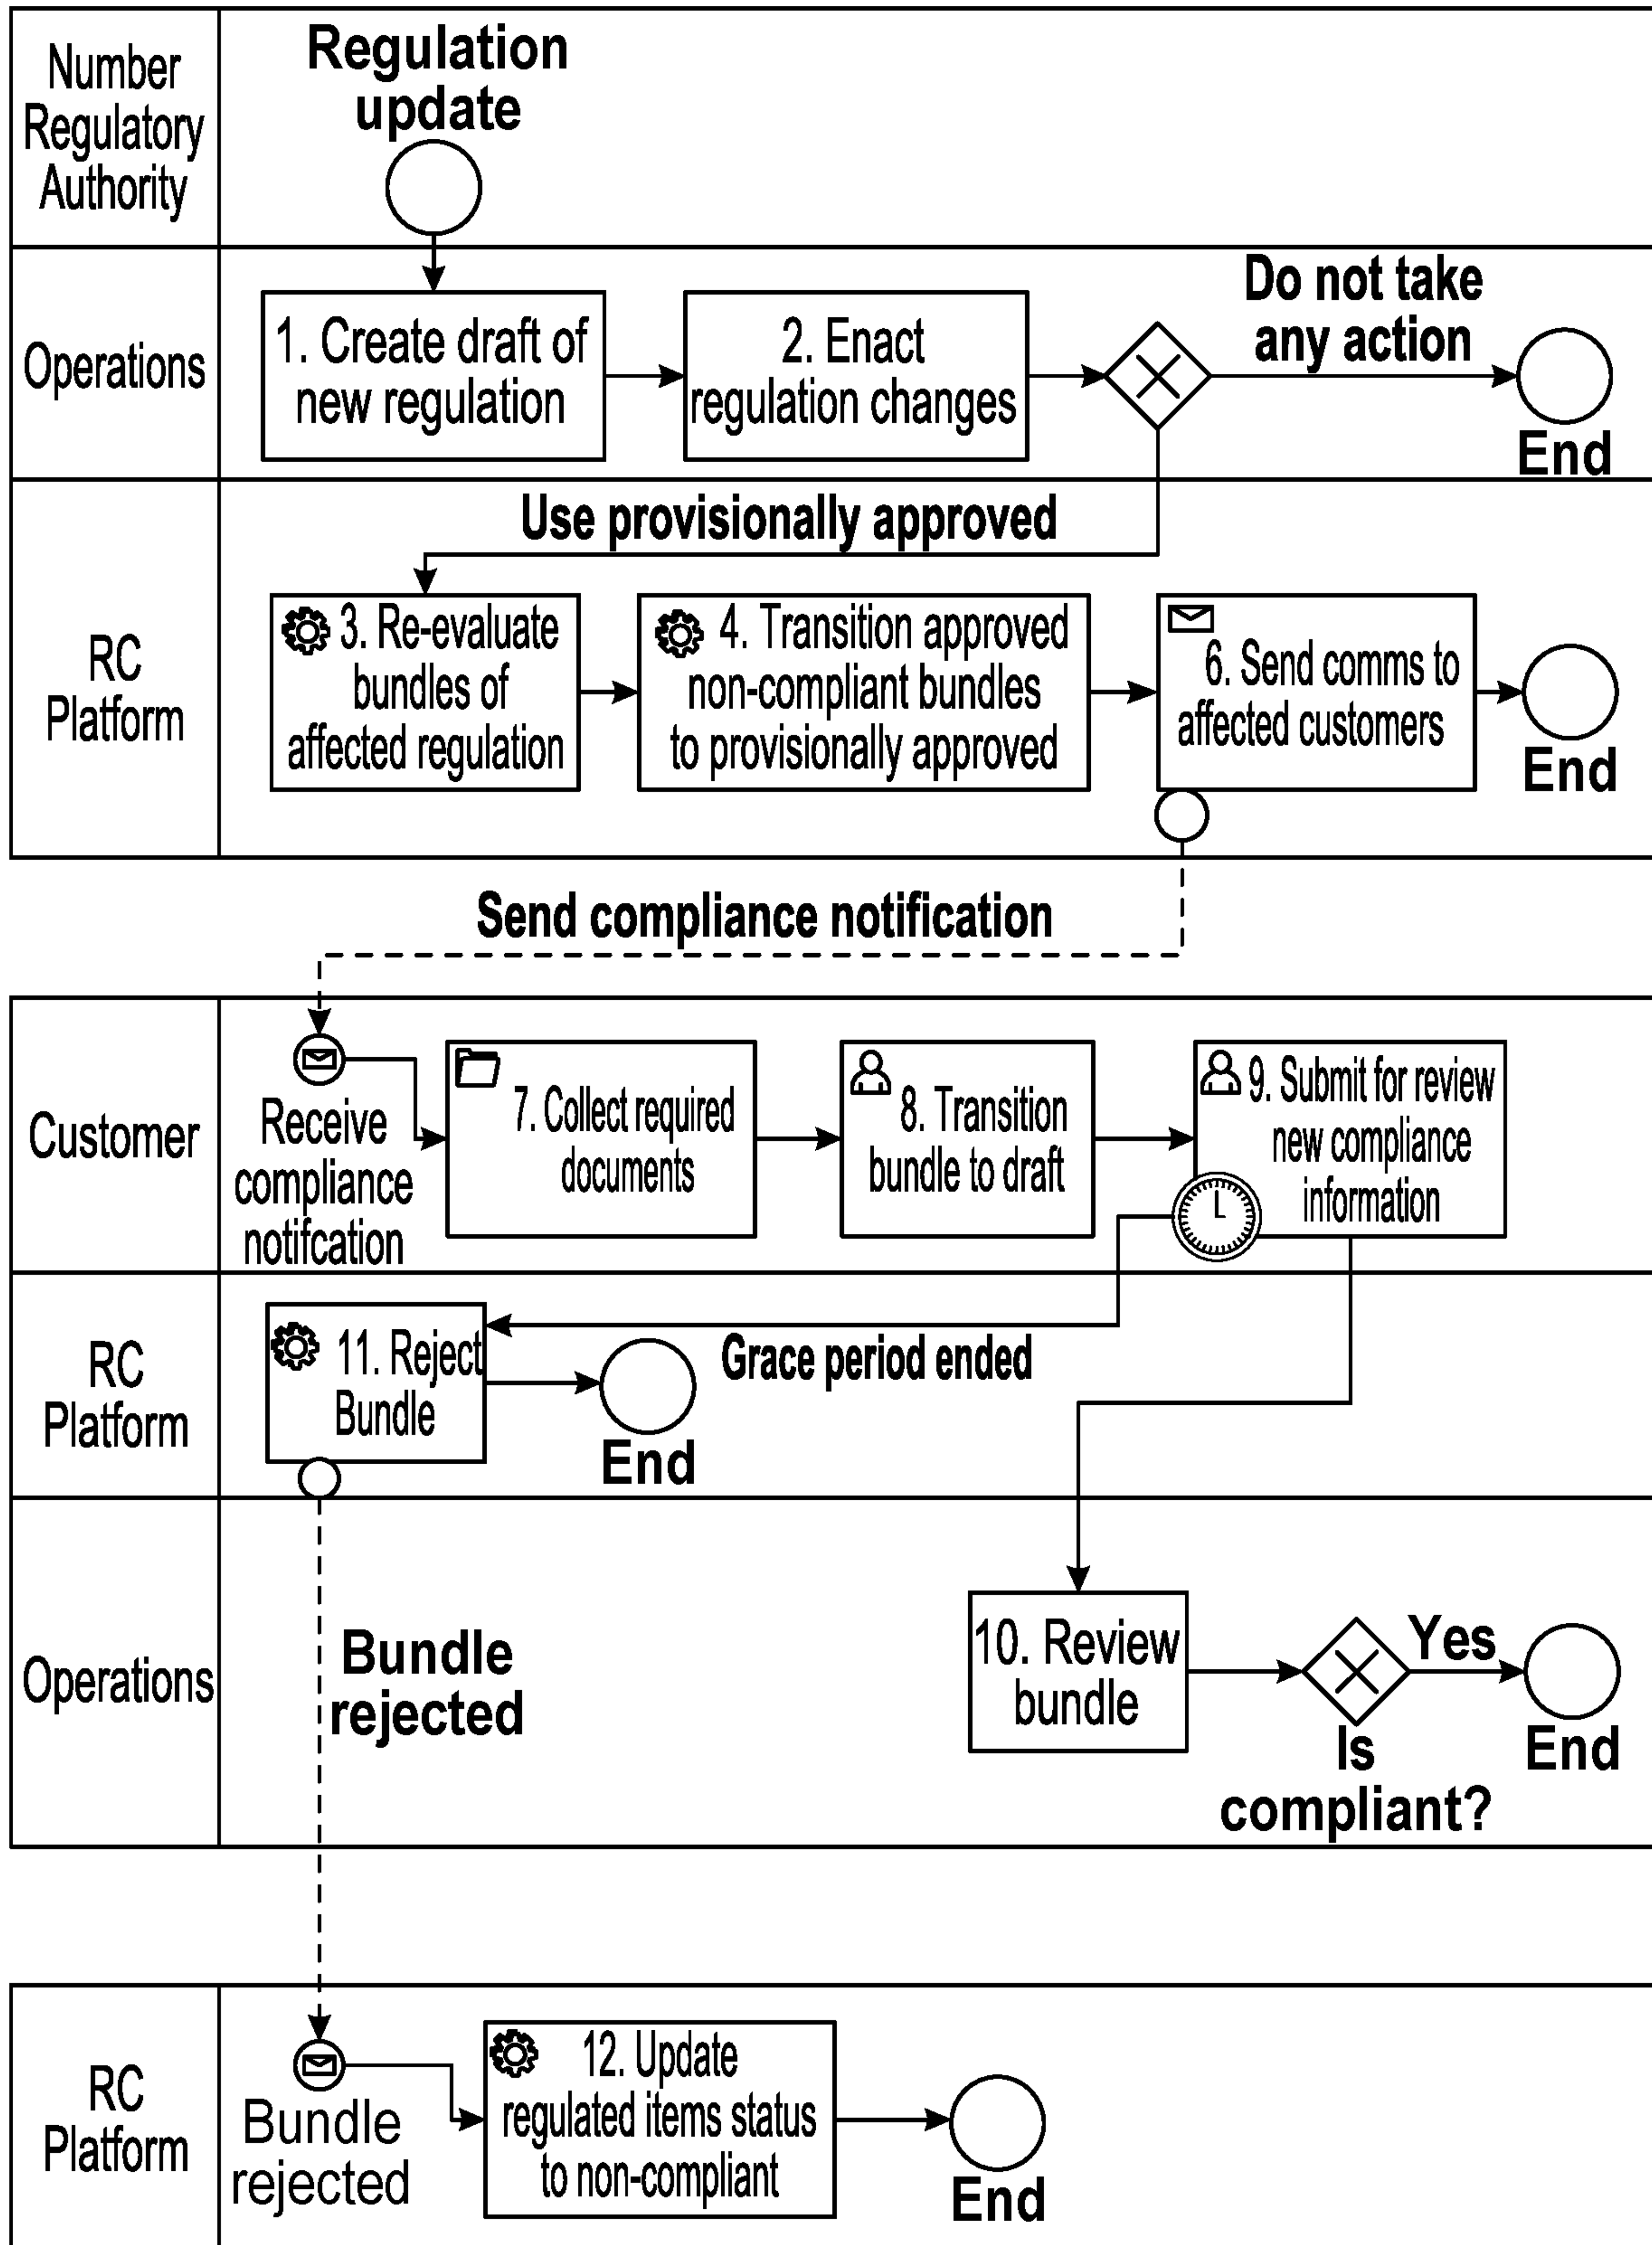 Number
Regulatory
Authority
Regulation
update
Operations
1. Create draft of
new regulation
2. Enact
regulation changes
Do not take
any action
End
RC
Platform
Use provisionally approved
3. Re-evaluate
bundles of
affected regulation
4. Transition approved
non-compliant bundles
to provisionally approved
6. Send comms to
affected customers
End
Send compliance notification
Customer
Receive
compliance
notifcation
7. Collect required
documents
8. Transition
bundle to draft
9. Submit for review
new compliance
information
RC
Platform
11. Reject
Bundle
End
Grace period ended
Operations
Bundle
rejected
10. Review
bundle
Is
compliant?
Yes
End
RC
Platform
Bundle
rejected
12. Update
regulated items status
to non-compliant
End